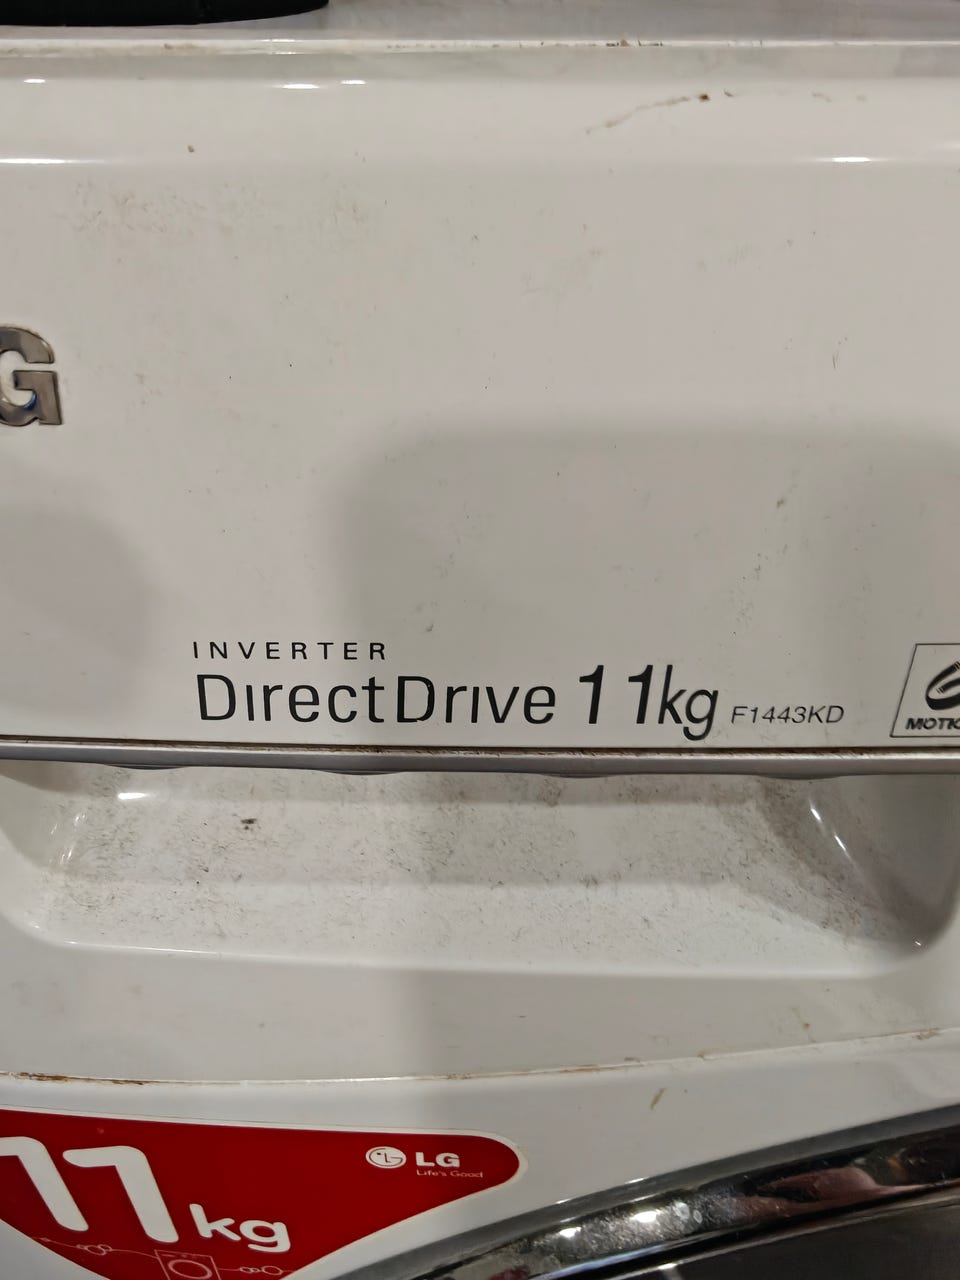 G
INVERTER
DirectDrive 11kg F1443KD
MOTIO
LG
Life's Good
11kg